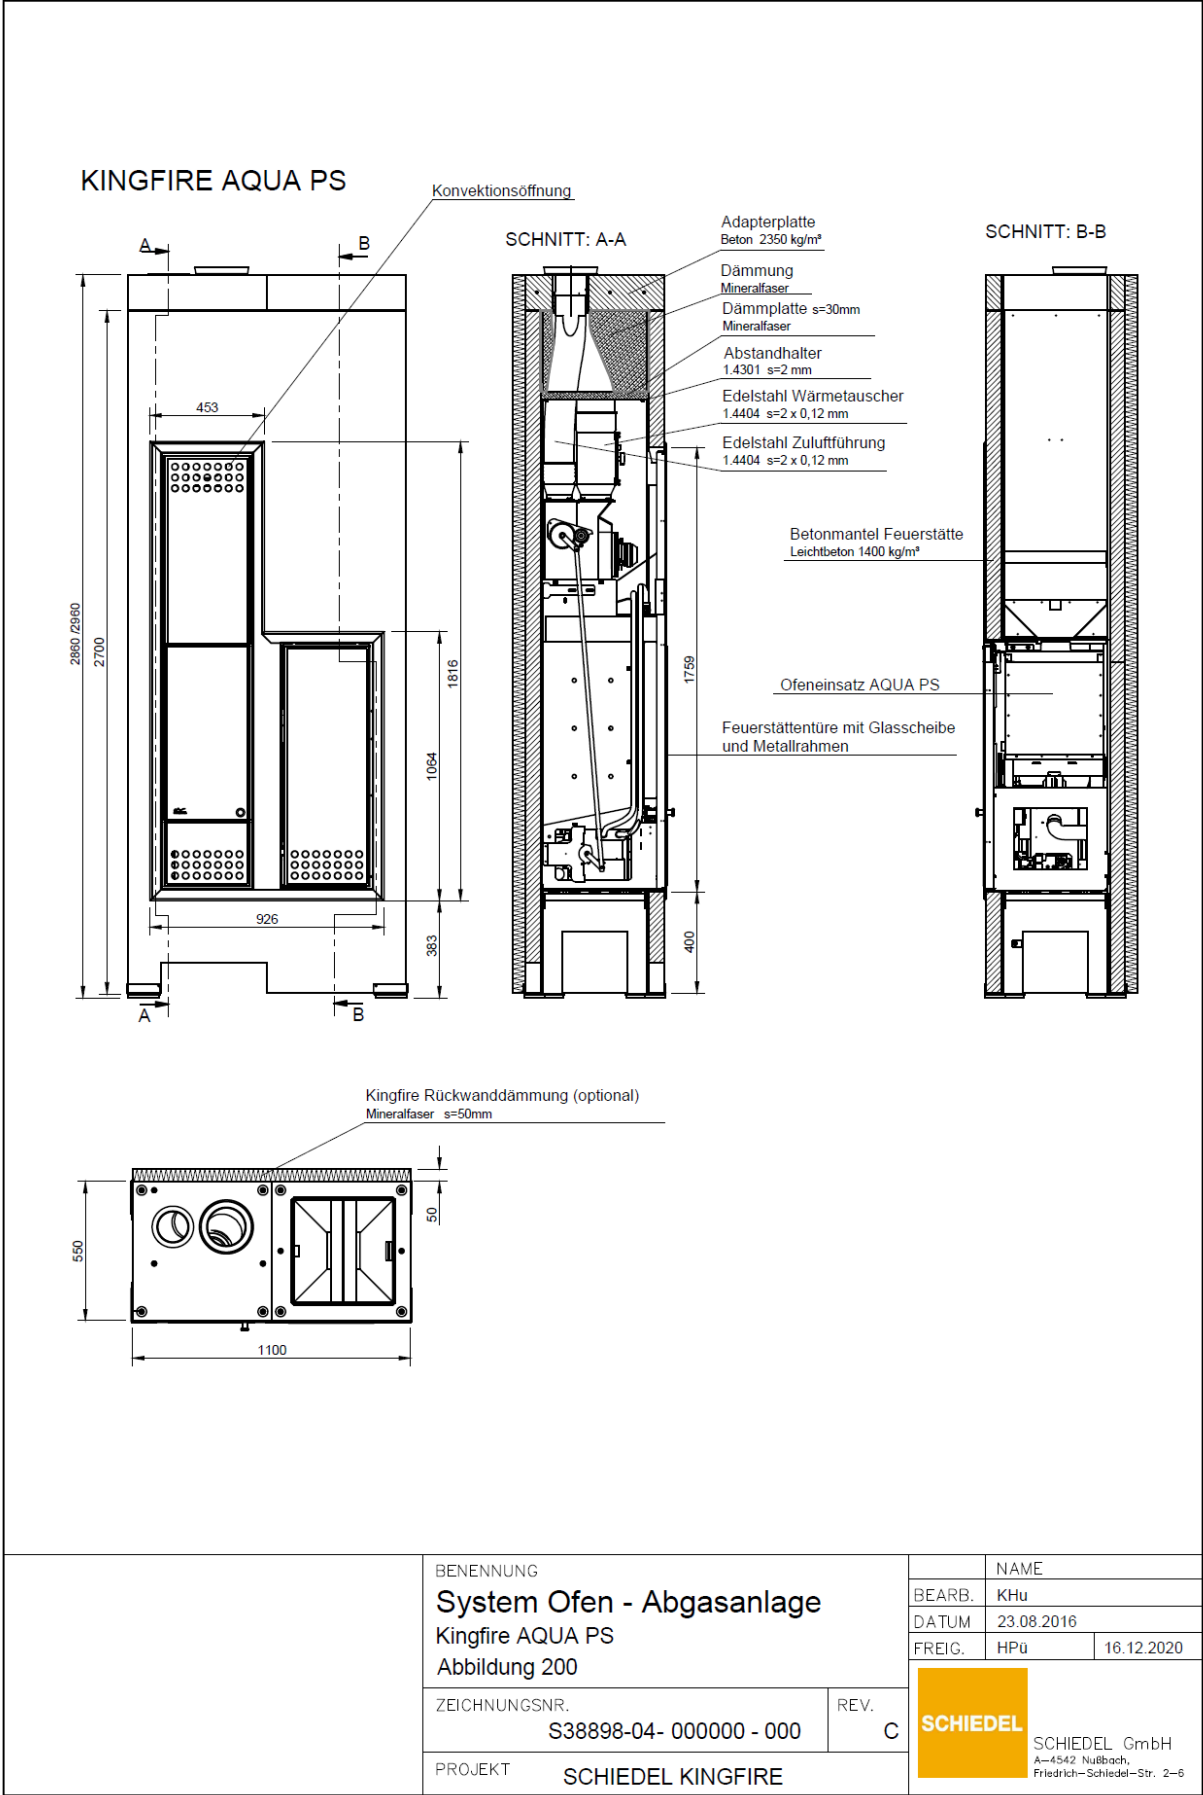 KINGFIRE AQUA PS
Konvektionsöffnung
A
B
SCHNITT: A-A
SCHNITT: B-B
Adapterplatte
Beton 2350 kg/m³
Dämmung
Mineralfaser
Dämmplatte s=30mm
Mineralfaser
Abstandhalter
1.4301 s=2 mm
Edelstahl Wärmetauscher
1.4404 s=2 x 0,12 mm
Edelstahl Zuluftführung
1.4404 s=2 x 0,12 mm
Betonmantel Feuerstätte
Leichtbeton 1400 kg/m³
Ofeneinsatz AQUA PS
Feuerstättentüre mit Glasscheibe
und Metallrahmen
453
2860 /2960
2700
1816
1064
383
926
1759
400
A
B
Kingfire Rückwanddämmung (optional)
Mineralfaser s=50mm
50
550
1100
BENENNUNG
System Ofen - Abgasanlage
Kingfire AQUA PS
Abbildung 200
ZEICHNUNGSNR.
S38898-04- 000000 - 000
REV.
C
PROJEKT
SCHIEDEL KINGFIRE
NAME
BEARB. KHu
DATUM 23.08.2016
FREIG. HPü 16.12.2020
SCHIEDEL
SCHIEDEL GmbH
A-4542 Nußbach,
Friedrich-Schiedel-Str. 2-6